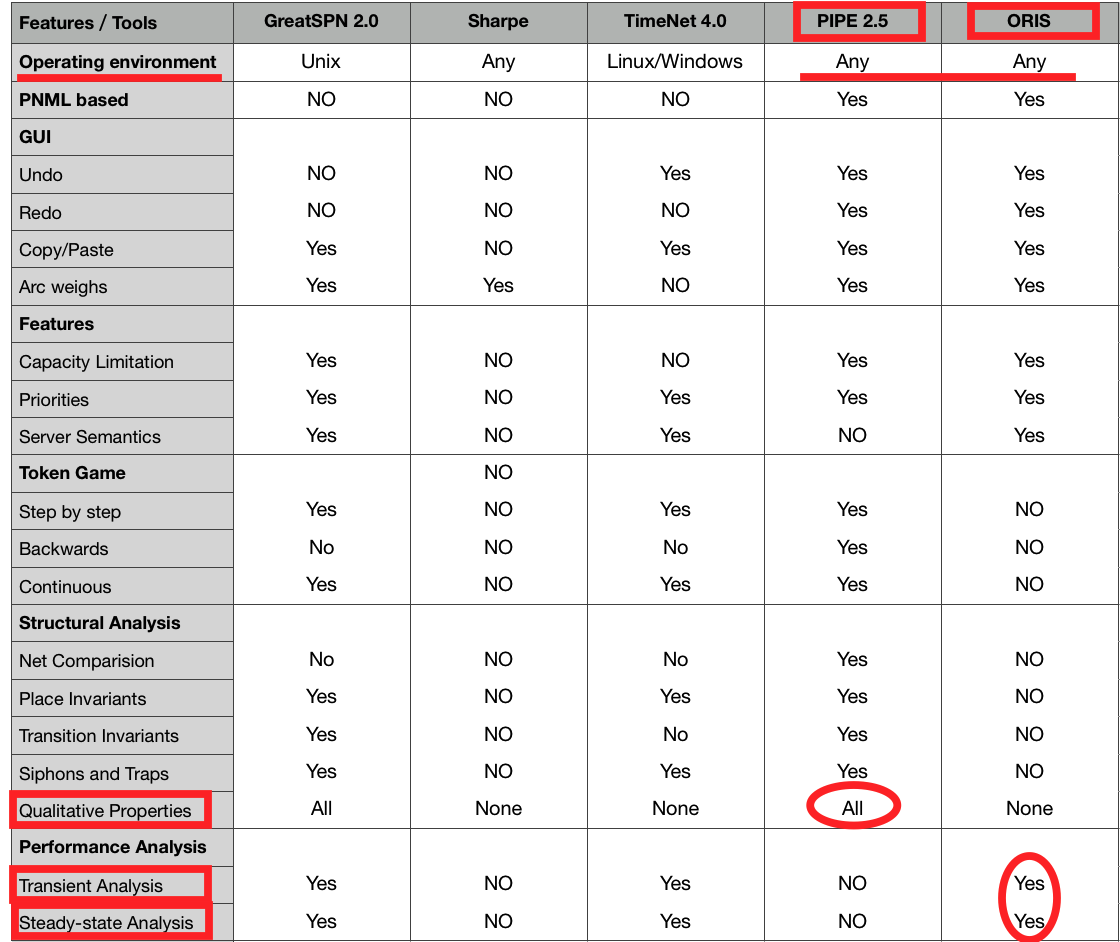 Features / Tools GreatSPN 2.0 Sharpe TimeNet 4.0 PIPE 2.5 ORIS
Operating environment Unix Any Linux/Windows Any Any
PNML based NO NO NO Yes Yes
GUI
Undo NO NO Yes Yes Yes
Redo NO NO NO Yes Yes
Copy/Paste Yes NO Yes Yes Yes
Arc weighs Yes Yes NO Yes Yes
Features
Capacity Limitation Yes NO NO Yes Yes
Priorities Yes NO Yes Yes Yes
Server Semantics Yes NO Yes NO Yes
Token Game NO
Step by step Yes NO Yes Yes NO
Backwards No NO No Yes NO
Continuous Yes NO Yes Yes NO
Structural Analysis
Net Comparision No NO No Yes NO
Place Invariants Yes NO Yes Yes NO
Transition Invariants Yes NO No Yes NO
Siphons and Traps Yes NO Yes Yes NO
Qualitative Properties All None None All None
Performance Analysis
Transient Analysis Yes NO Yes NO Yes
Steady-state Analysis Yes NO Yes NO Yes